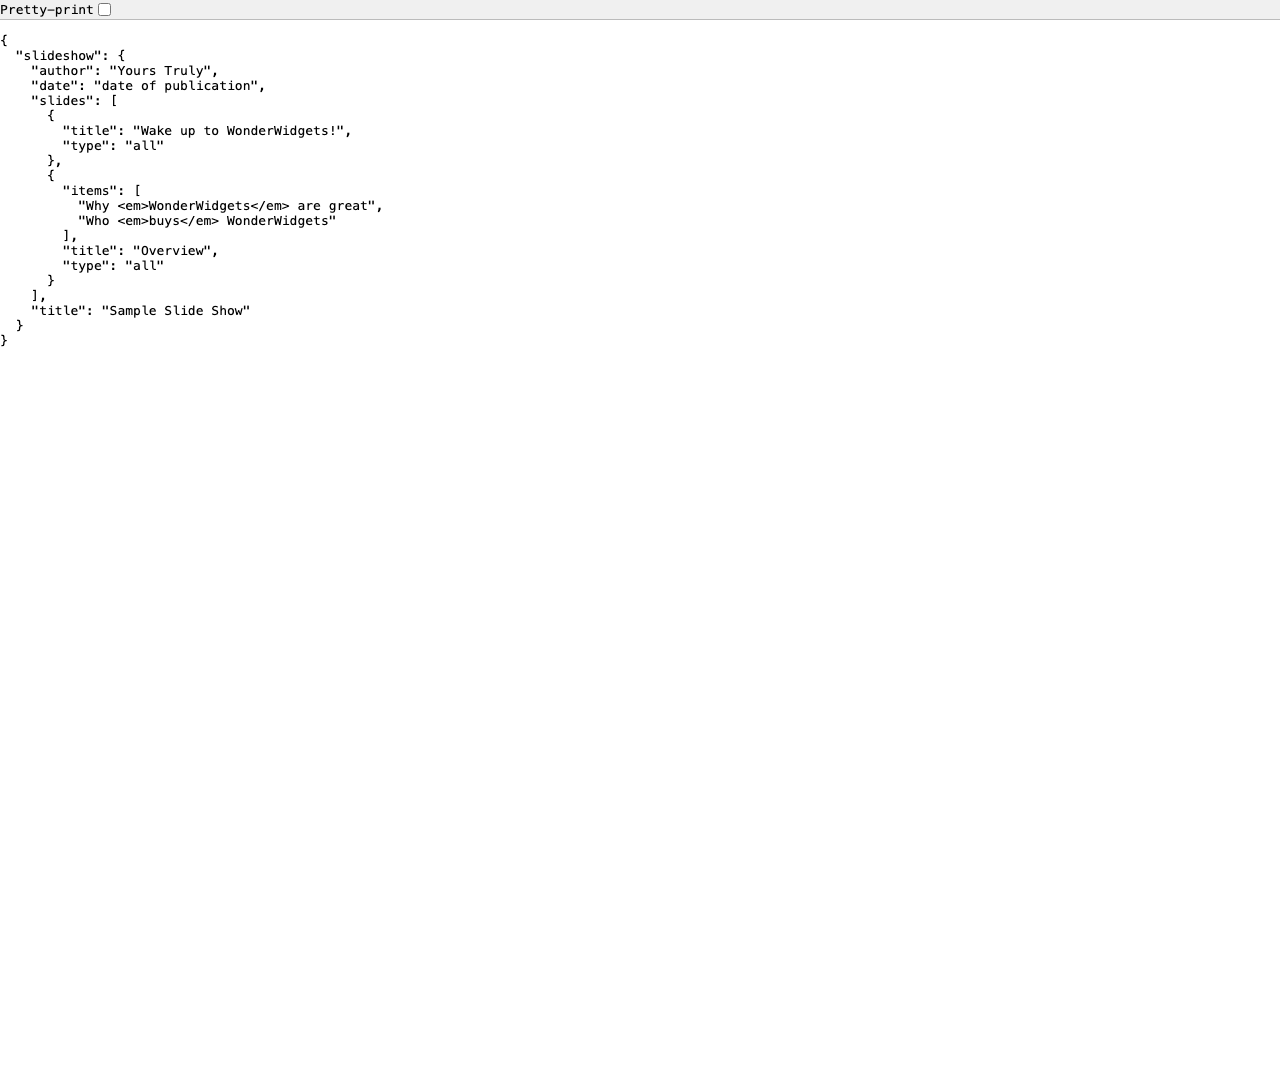 Pretty-print
{
  "slideshow": {
    "author": "Yours Truly",
    "date": "date of publication",
    "slides": [
      {
        "title": "Wake up to WonderWidgets!",
        "type": "all"
      },
      {
        "items": [
          "Why <em>WonderWidgets</em> are great",
          "Who <em>buys</em> WonderWidgets"
        ],
        "title": "Overview",
        "type": "all"
      }
    ],
    "title": "Sample Slide Show"
  }
}